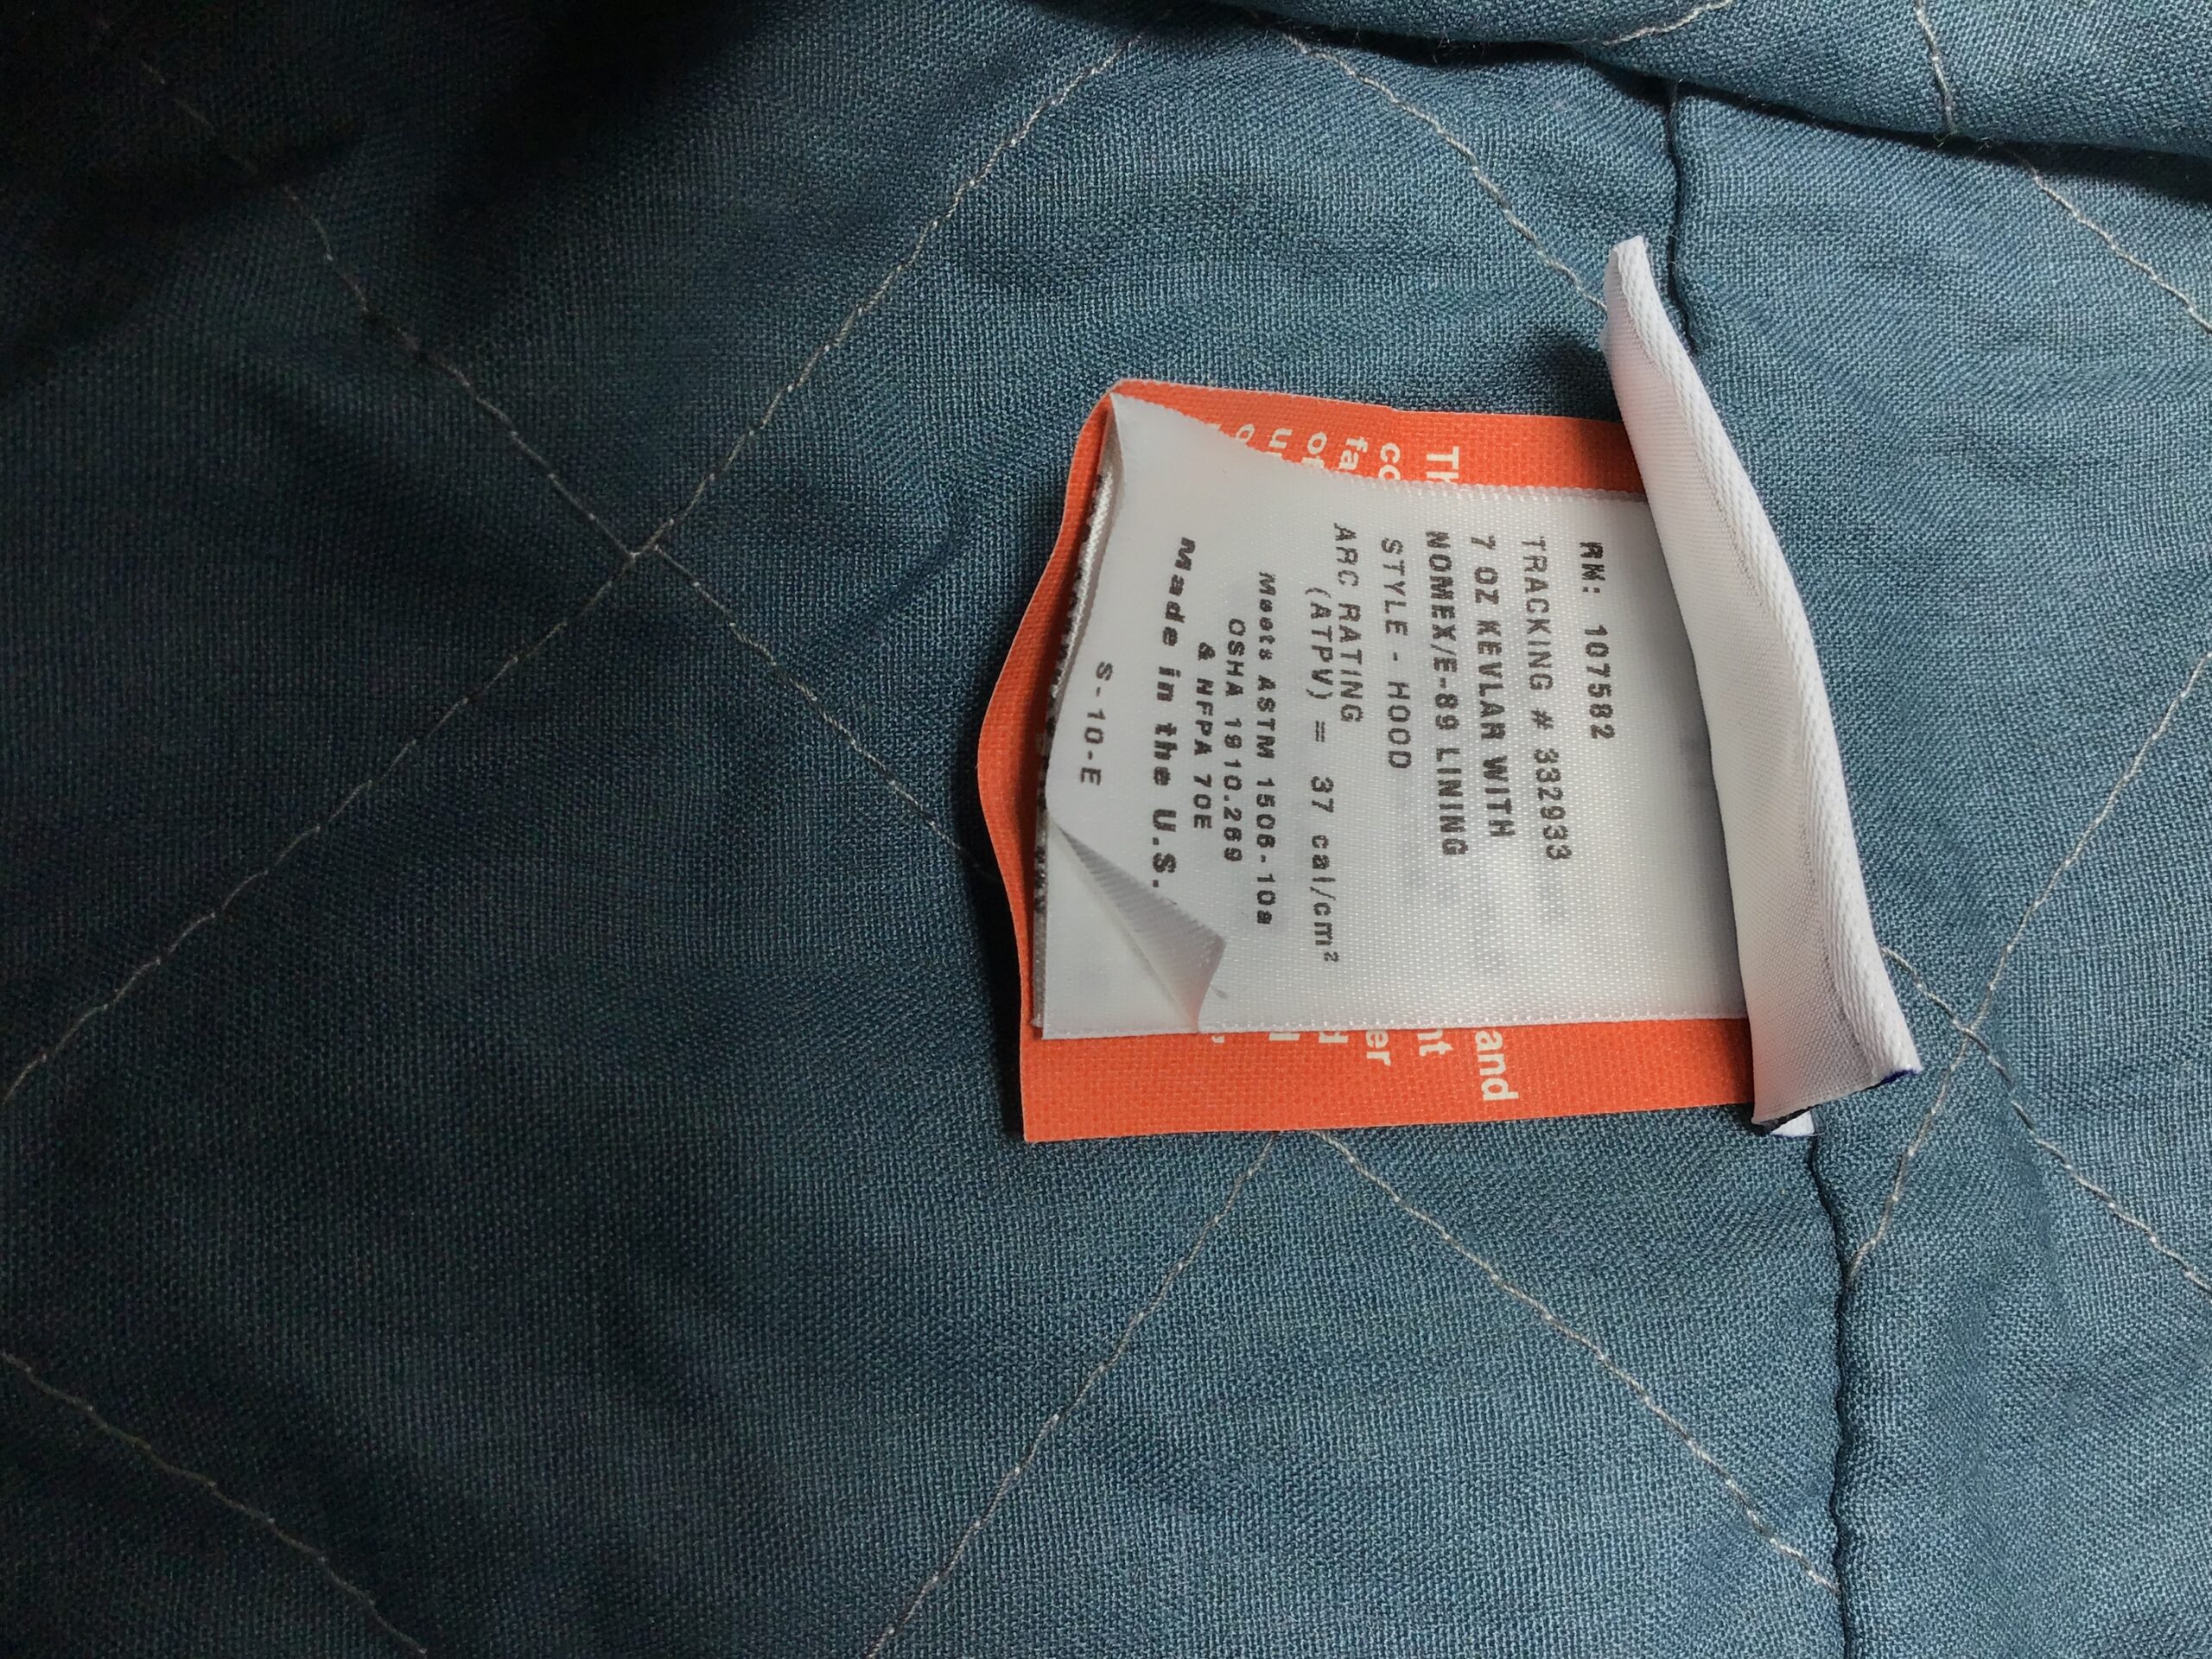 RM: 107582
TRACKING # 332933
7 OZ KEVLAR WITH
NOMEX/E-89 LINING
STYLE - HOOD
ARC RATING
(ATPV) = 37 cal/cm²
Meets ASTM 1506-10a
OSHA 1910.269
& NFPA 70E
Made in the U.S.
S-10-E
and